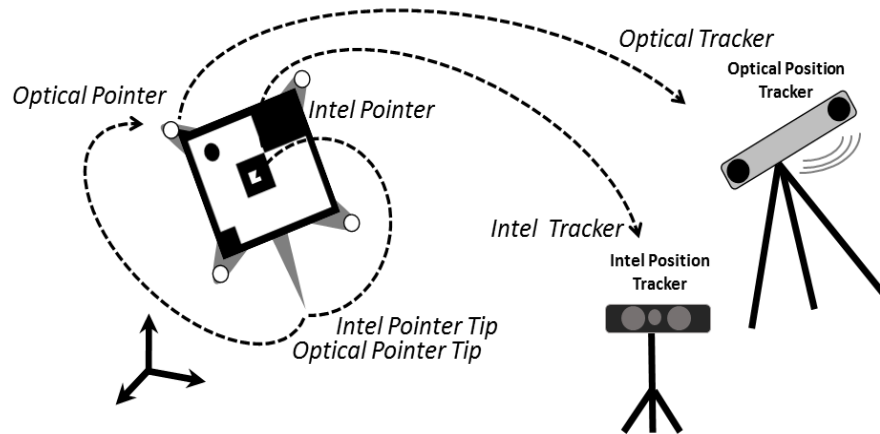 Optical Tracker
Optical Position
Tracker
Optical Pointer
Intel Pointer
Intel Tracker
Intel Position
Tracker
Intel Pointer Tip
Optical Pointer Tip